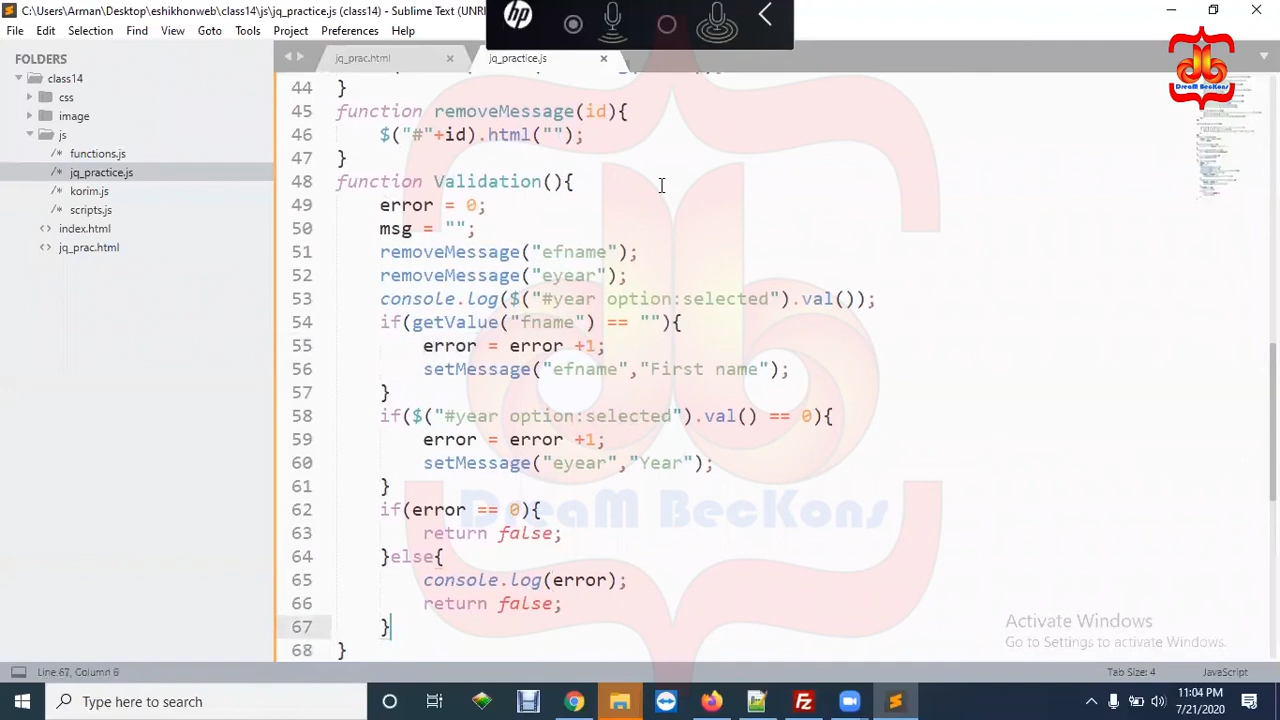 C:\Users\Arman\Desktop\eshikhonweb\class14\js\jq_practice.js (class14) - Sublime Text (UNRE
hp
File Edit Selection Find View Goto Tools Project Preferences Help
FOLDERS
class14
css
image
js
functions.js
jq_practice.js
korim.js
scripts.js
index.html
jq_prac.html
jq_prac.html
jq_practice.js
DreaM BecKons
44 }
45 function removeMessage(id){
46 $("#"+id).html("");
47 }
48 function Validation(){
49 error = 0;
50 msg = "";
51 removeMessage("efname");
52 removeMessage("eyear");
53 console.log($("#year option:selected").val());
54 if(getValue("fname") == ""){
55 error = error +1;
56 setMessage("efname","First name");
57 }
58 if($("#year option:selected").val() == 0){
59 error = error +1;
60 setMessage("eyear","Year");
61 }
62 if(error == 0){
63 return false;
64 }else{
65 console.log(error);
66 return false;
67 }
68 }
DreaM BecKons
Activate Windows
Go to Settings to activate Windows.
Line 67, Column 6
Tab Size: 4
JavaScript
Type here to search
11:04 PM
7/21/2020